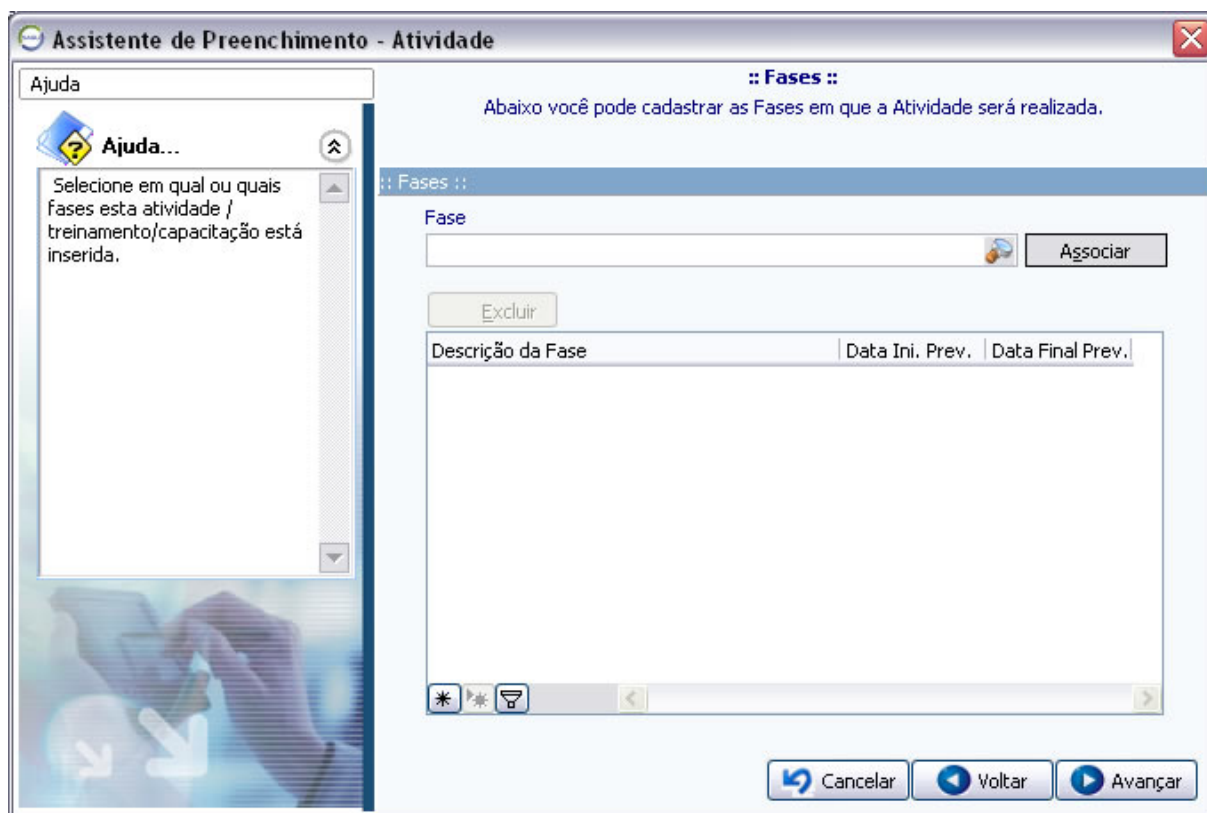 Assistente de Preenchimento - Atividade
Ajuda
Ajuda...
Selecione em qual ou quais
fases esta atividade /
treinamento/capacitação está
inserida.
:: Fases ::
Abaixo você pode cadastrar as Fases em que a Atividade será realizada.
:: Fases ::
Fase
Associar
Excluir
Descrição da Fase Data Ini. Prev. Data Final Prev.
Cancelar Voltar Avançar